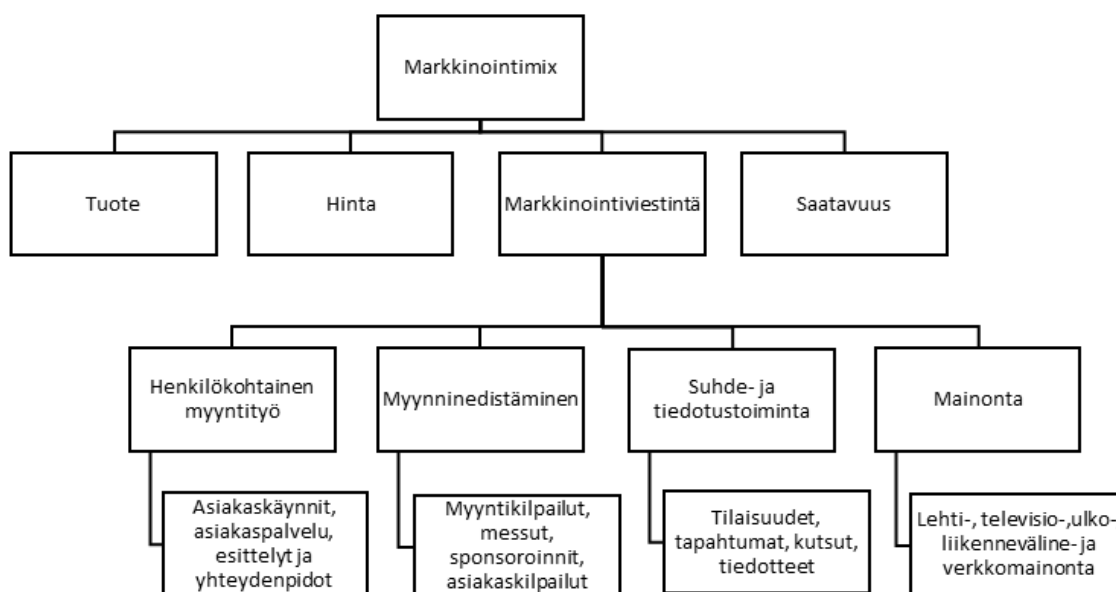 Markkinointimix
Tuote
Hinta
Markkinointiviestintä
Saatavuus
Henkilökohtainen
myyntityö
Myynninedistäminen
Suhde- ja
tiedotustoiminta
Mainonta
Asiakaskäynnit,
asiakaspalvelu,
esittelyt ja
yhteydenpidot
Myyntikilpailut,
messut,
sponsoroinnit,
asiakaskilpailut
Tilaisuudet,
tapahtumat, kutsut,
tiedotteet
Lehti-, televisio-,ulko-
liikenneväline- ja
verkkomainonta